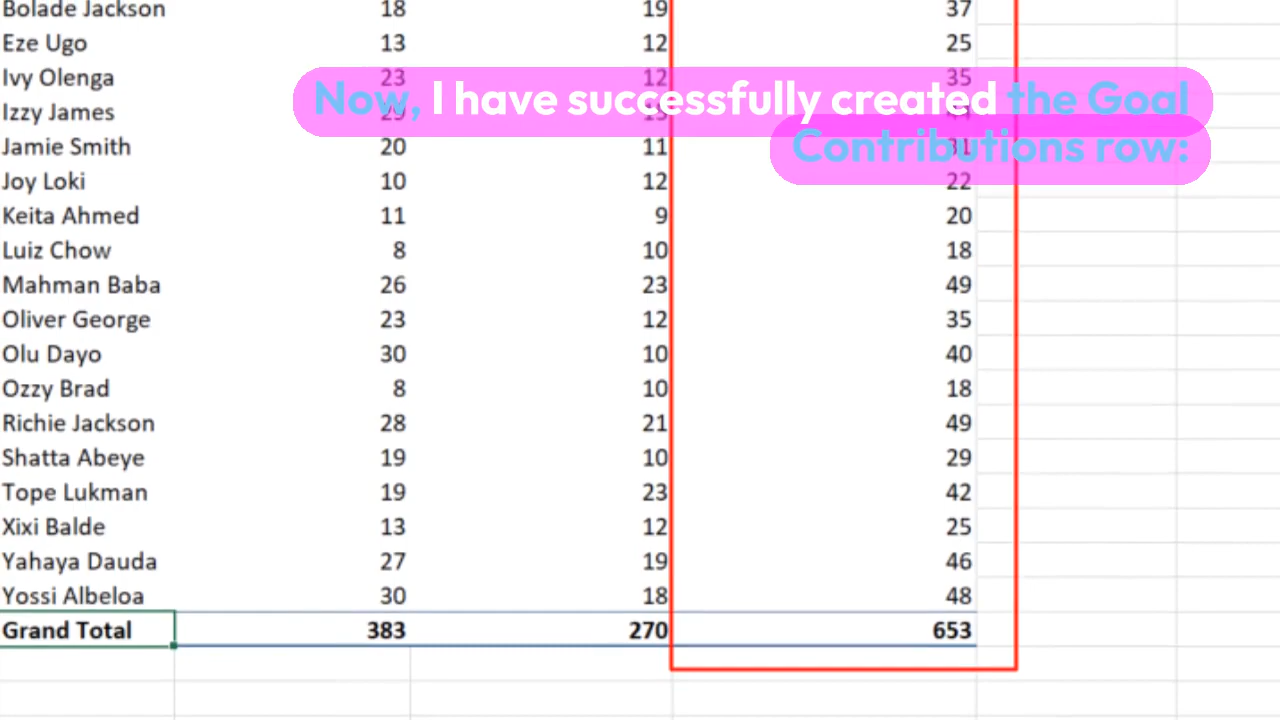 Bolade Jackson 18 19 37
Eze Ugo 13 12 25
Ivy Olenga 23 12 35
Now, I have successfully created the Goal
Izzy James 29
Contributions row:
Jamie Smith 20 11 31
Joy Loki 10 12 22
Keita Ahmed 11 9 20
Luiz Chow 8 10 18
Mahman Baba 26 23 49
Oliver George 23 12 35
Olu Dayo 30 10 40
Ozzy Brad 8 10 18
Richie Jackson 28 21 49
Shatta Abeye 19 10 29
Tope Lukman 19 23 42
Xixi Balde 13 12 25
Yahaya Dauda 27 19 46
Yossi Albeloa 30 18 48
Grand Total 383 270 653